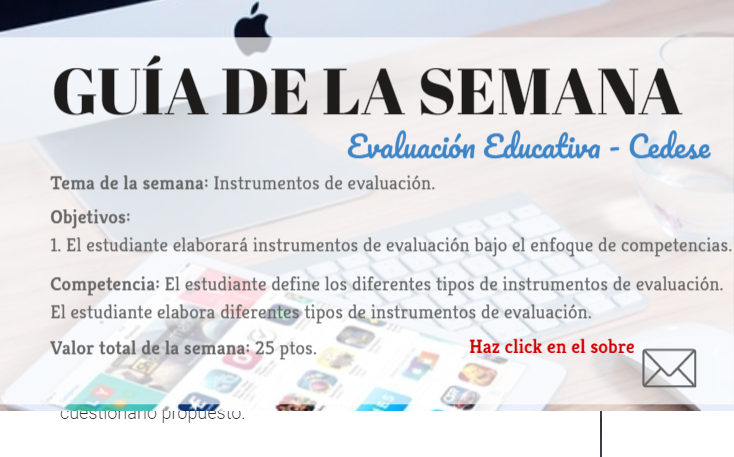 GUÍA DE LA SEMANA
Evaluación Educativa - Cedese
Tema de la semana: Instrumentos de evaluación.
Objetivos:
1. El estudiante elaborará instrumentos de evaluación bajo el enfoque de competencias.
Competencia: El estudiante define los diferentes tipos de instrumentos de evaluación.
El estudiante elabora diferentes tipos de instrumentos de evaluación.
Valor total de la semana: 25 ptos.
Haz click en el sobre
cuestionario propuesto.